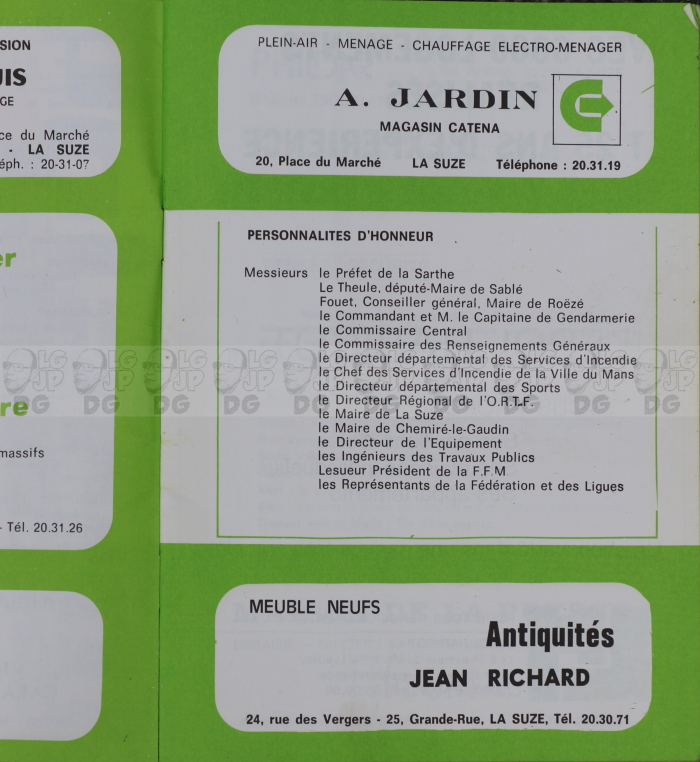 SION
UIS
GE
ce du Marché
- LA SUZE
éph. : 20-31-07
er
re
massifs
- Tél. 20.31.26
PLEIN-AIR - MENAGE - CHAUFFAGE ELECTRO-MENAGER
A. JARDIN
MAGASIN CATENA
20, Place du Marché LA SUZE Téléphone : 20.31.19
PERSONNALITES D'HONNEUR
Messieurs le Préfet de la Sarthe
Le Theule, député-Maire de Sablé
Fouet, Conseiller général, Maire de Roëzé
le Commandant et M. le Capitaine de Gendarmerie
le Commissaire Central
le Commissaire des Renseignements Généraux
le Directeur départemental des Services d'Incendie
le Chef des Services d'Incendie de la Ville du Mans
le Directeur départemental des Sports
le Directeur Régional de l'O.R.T.F.
le Maire de La Suze
le Maire de Chemiré-le-Gaudin
le Directeur de l'Equipement
les Ingénieurs des Travaux Publics
Lesueur Président de la F.F.M.
les Représentants de la Fédération et des Ligues
MEUBLE NEUFS
Antiquités
JEAN RICHARD
24, rue des Vergers - 25, Grande-Rue, LA SUZE, Tél. 20.30.71
LG JP DG